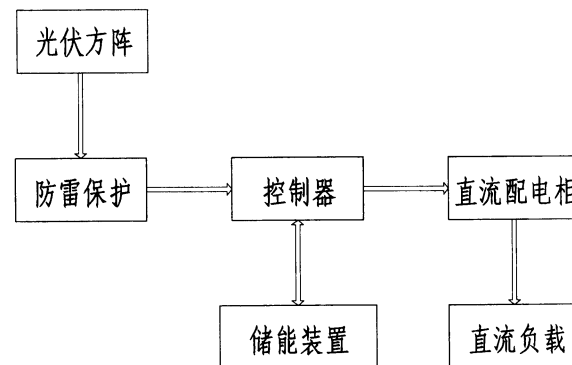 光伏方阵
防雷保护
控制器
直流配电柜
储能装置
直流负载